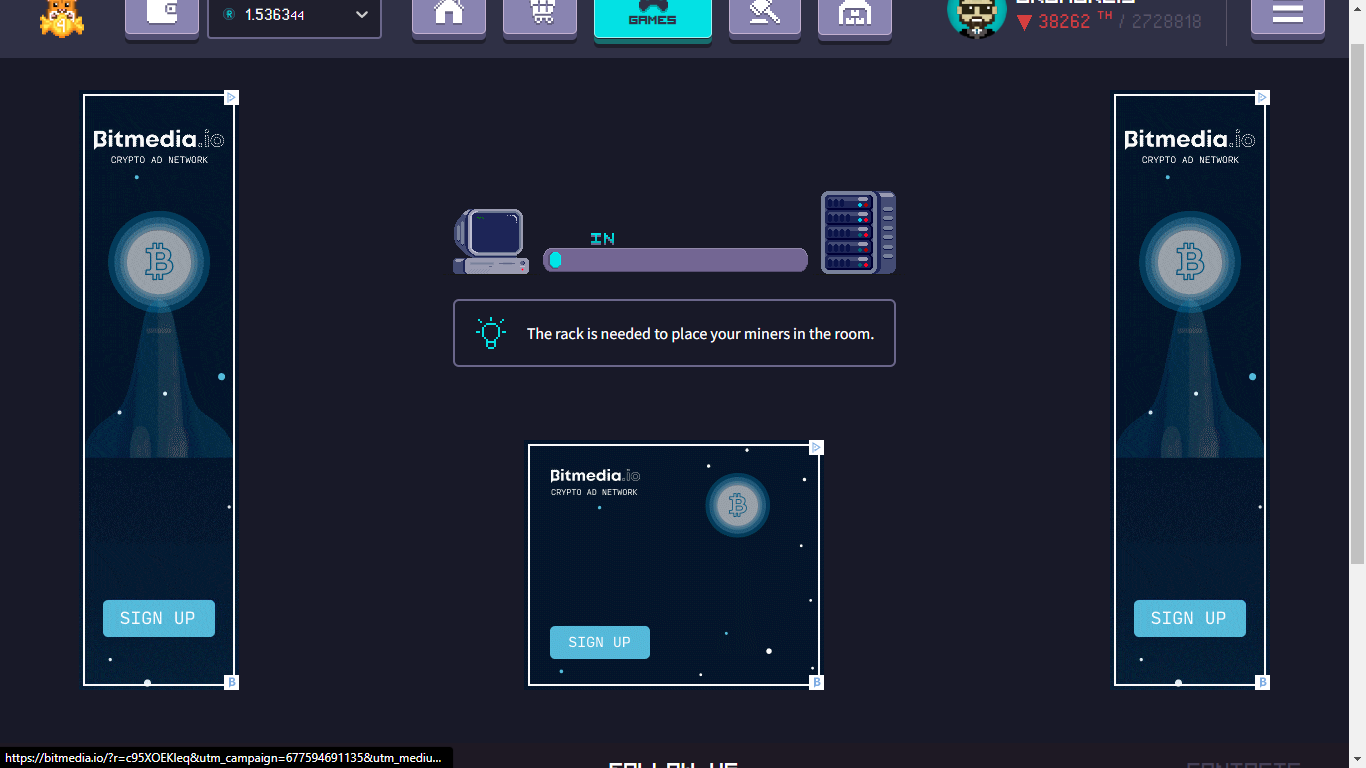 1.536344
GAMES
38262 TH / 2728818
Bitmedia.io
CRYPTO AD NETWORK
SIGN UP
IN
The rack is needed to place your miners in the room.
Bitmedia.io
CRYPTO AD NETWORK
SIGN UP
Bitmedia.io
CRYPTO AD NETWORK
SIGN UP
https://bitmedia.io/?r=c95XOEKleq&utm_campaign=677594691135&utm_mediu...
FOLLOW US
CONTACTS